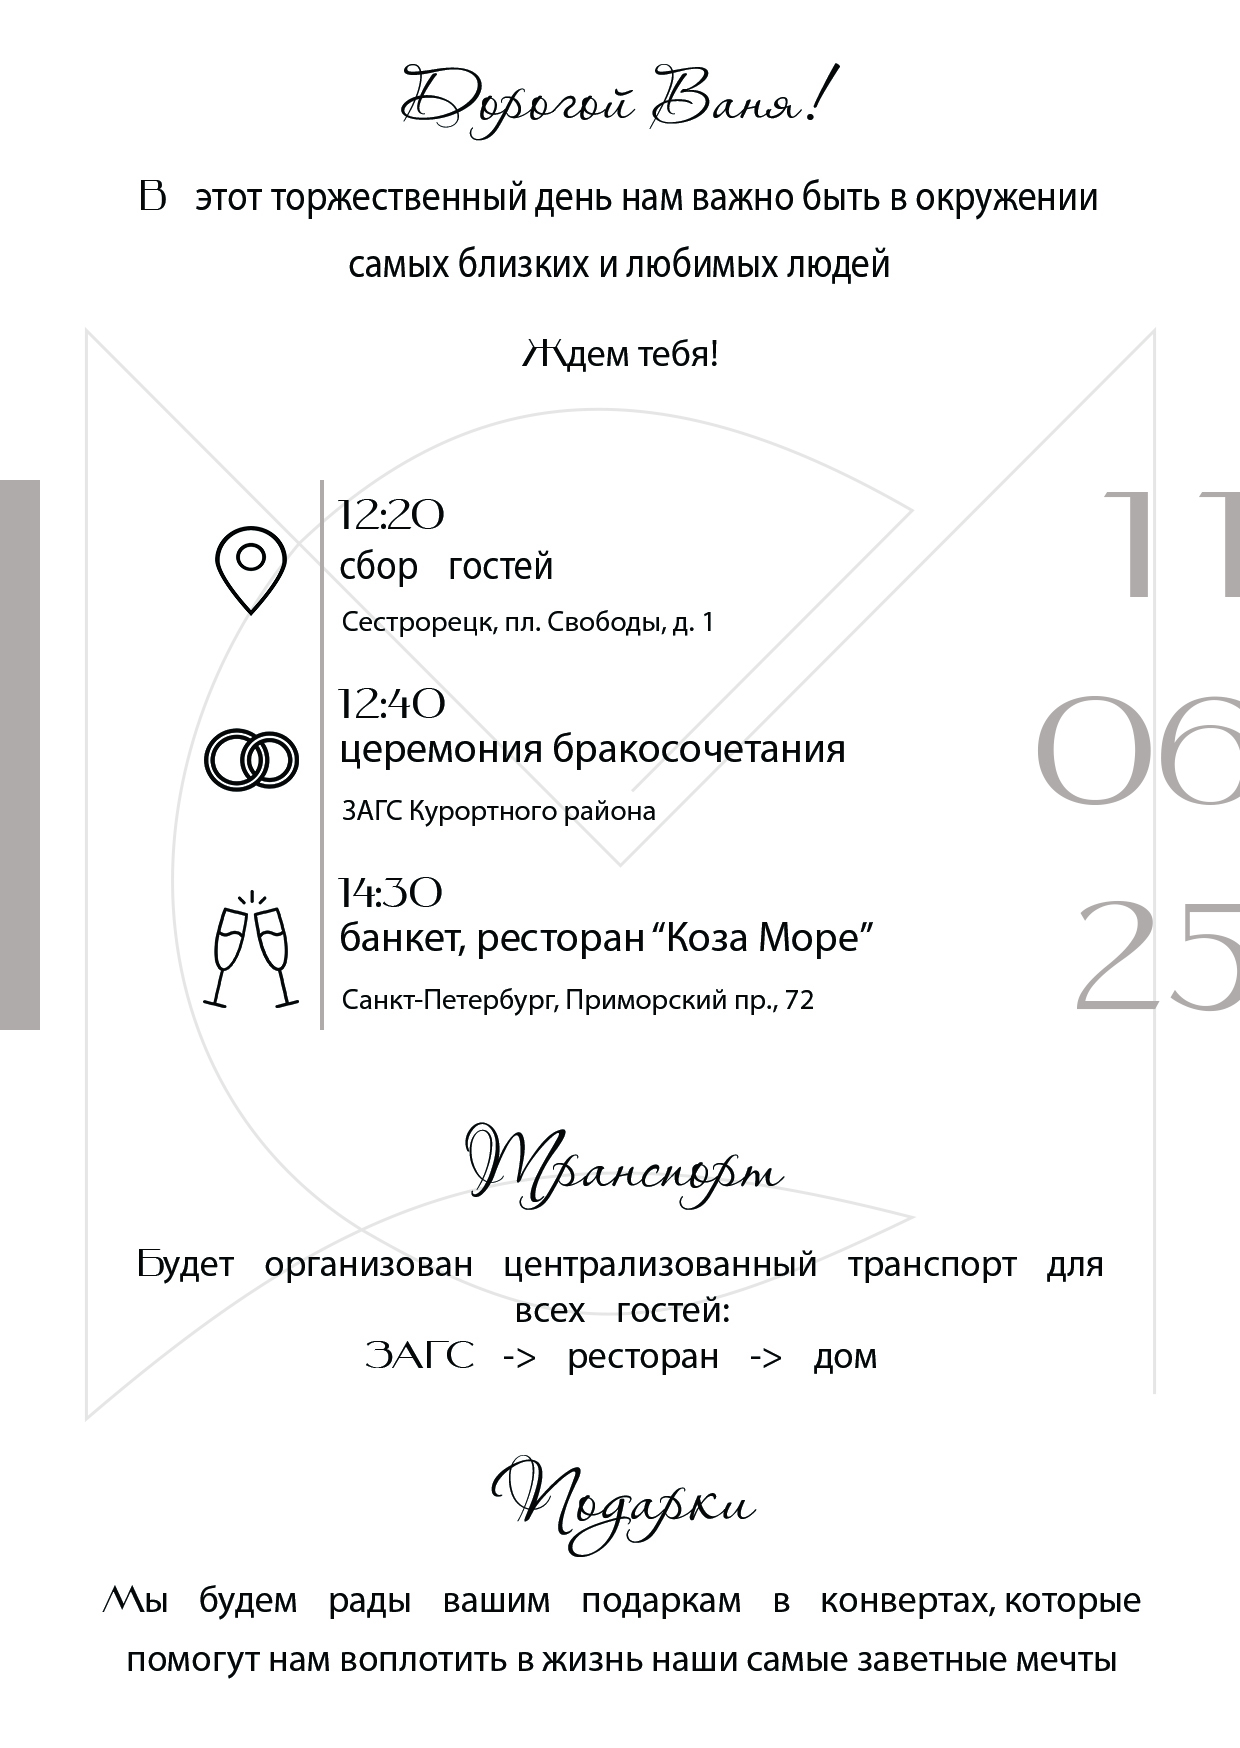 Дорогой Ваня!
В этот торжественный день нам важно быть в окружении
самых близких и любимых людей
Ждем тебя!
12:20
сбор гостей
Сестрорецк, пл. Свободы, д. 1
11
12:40
церемония бракосочетания
ЗАГС Курортного района
06
14:30
банкет, ресторан “Коза Море”
Санкт-Петербург, Приморский пр., 72
25
Транспорт
Будет организован централизованный транспорт для
всех гостей:
ЗАГС -> ресторан -> дом
Подарки
Мы будем рады вашим подаркам в конвертах, которые
помогут нам воплотить в жизнь наши самые заветные мечты